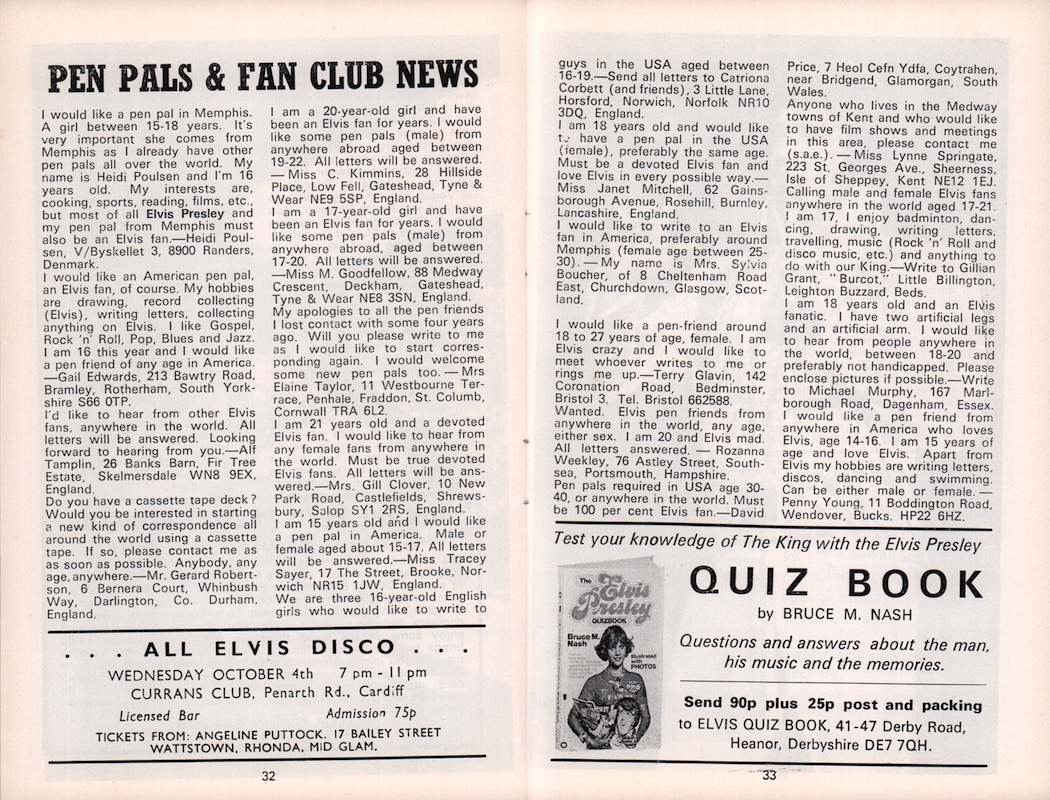 PEN PALS & FAN CLUB NEWS
I would like a pen pal in Memphis.
A girl between 15-18 years. It's
very important she comes from
Memphis as I already have other
pen pals all over the world. My
name is Heidi Poulsen and I'm 16
years old. My interests are,
cooking, sports, reading, films, etc.,
but most of all Elvis Presley and
my pen pal from Memphis must
also be an Elvis fan.—Heidi Poul-
sen, V/Byskellet 3, 8900 Randers,
Denmark.
I would like an American pen pal,
an Elvis fan, of course. My hobbies
are drawing, record collecting
(Elvis), writing letters, collecting
anything on Elvis. I like Gospel,
Rock 'n' Roll, Pop, Blues and Jazz.
I am 16 this year and I would like
a pen friend of any age in America.
—Gail Edwards, 213 Bawtry Road,
Bramley, Rotherham, South York-
shire S66 0TP.
I'd like to hear from other Elvis
fans, anywhere in the world. All
letters will be answered. Looking
forward to hearing from you.—Alf
Tamplin, 26 Banks Barn, Fir Tree
Estate, Skelmersdale WN8 9EX,
England.
Do you have a cassette tape deck?
Would you be interested in starting
a new kind of correspondence all
around the world using a cassette
tape. If so, please contact me as
as soon as possible. Anybody, any
age, anywhere.—Mr. Gerard Robert-
son, 6 Bernera Court, Whinbush
Way, Darlington, Co. Durham,
England.
I am a 20-year-old girl and have
been an Elvis fan for years. I would
like some pen pals (male) from
anywhere abroad aged between
19-22. All letters will be answered.
—Miss C. Kimmins, 28 Hillside
Place, Low Fell, Gateshead, Tyne &
Wear NE9 5SP, England.
I am a 17-year-old girl and have
been an Elvis fan for years. I would
like some pen pals (male) from
anywhere abrod, aged between
17-20. All letters will be answered.
—Miss M. Goodfellow, 88 Medway
Crescent, Deckham, Gateshead,
Tyne & Wear NE8 3SN, England.
My apologies to all the pen friends
I lost contact with some four years
ago. Will you please write to me
as I would like to start corres-
ponding again. I would welcome
some new pen pals too.—Mrs
Elaine Taylor, 11 Westbourne Ter-
race, Penhale, Fraddon, St. Columb,
Cornwall TRA 6L2.
I am 21 years old and a devoted
Elvis fan. I would like to hear from
any female fans from anywhere in
the world. Must be true devoted
Elvis fans. All letters will be ans-
wered.—Mrs. Gill Clover, 10 New
Park Road, Castlefields, Shrews-
bury, Salop SY1 2RS, England.
I am 15 years old and I would like
a pen pal in America. Male or
female aged about 15-17. All letters
will be answered.—Miss Tracey
Sayer, 17 The Street, Brooke, Nor-
wich NR15 1JW, England.
We are three 16-year-old English
girls who would like to write to
. . . ALL ELVIS DISCO . . .
WEDNESDAY OCTOBER 4th 7 pm - 11 pm
CURRANS CLUB, Penarth Rd., Cardiff
Licensed Bar Admission 75p
TICKETS FROM: ANGELINE PUTTOCK. 17 BAILEY STREET
WATTSTOWN, RHONDA, MID GLAM.
32
guys in the USA aged between
16-19.—Send all letters to Catriona
Corbett (and friends), 3 Little Lane,
Horsford, Norwich, Norfolk NR10
3DQ, England.
I am 18 years old and would like
to have a pen pal in the USA
(female), preferably the same age.
Must be a devoted Elvis fan and
love Elvis in every possible way.—
Miss Janet Mitchell, 62 Gains-
borough Avenue, Rosehill, Burnley,
Lancashire, England.
I would like to write to an Elvis
fan in America, preferably around
Memphis (female age between 25-
30).—My name is Mrs. Sylvia
Boucher, of 8 Cheltenham Road
East, Churchdown, Glasgow, Scot-
land.
I would like a pen-friend around
18 to 27 years of age, female. I am
Elvis crazy and I would like to
meet whoever writes to me or
rings me up.—Terry Glavin, 142
Coronation Road, Bedminster,
Bristol 3. Tel. Bristol 662588.
Wanted. Elvis pen friends from
anywhere in the world, any age,
either sex. I am 20 and Elvis mad.
All letters answered.—Rozanna
Weekley, 76 Astley Street, South-
sea, Portsmouth, Hampshire.
Pen pals required in USA age 30-
40, or anywhere in the world. Must
be 100 per cent Elvis fan.—David
Price, 7 Heol Cefn Ydfa, Coytrahen,
near Bridgend, Glamorgan, South
Wales.
Anyone who lives in the Medway
towns of Kent and who would like
to have film shows and meetings
in this area, please contact me
(s.a.e.).—Miss Lynne Springate,
223 St. Georges Ave., Sheerness,
Isle of Sheppey, Kent NE12 1EJ.
Calling male and female Elvis fans
anywhere in the world aged 17-21.
I am 17, I enjoy badminton, dan-
cing, drawing, writing letters,
travelling, music (Rock 'n' Roll and
disco music, etc.) and anything to
do with our King.—Write to Gillian
Grant, "Burcot," Little Billington,
Leighton Buzzard, Beds.
I am 18 years old and an Elvis
fanatic. I have two artificial legs
and an artificial arm. I would like
to hear from people anywhere in
the world, between 18-20 and
preferably not handicapped. Please
enclose pictures if possible.—Write
to Michael Murphy, 167 Marl-
borough Road, Dagenham, Essex.
I would like a pen friend from
anywhere in America who loves
Elvis, age 14-16. I am 15 years of
age and love Elvis. Apart from
Elvis my hobbies are writing letters,
discos, dancing and swimming.
Can be either male or female.—
Penny Young, 11 Boddington Road,
Wendover, Bucks. HP22 6HZ.
Test your knowledge of The King with the Elvis Presley
QUIZ BOOK
by BRUCE M. NASH
Questions and answers about the man,
his music and the memories.
Send 90p plus 25p post and packing
to ELVIS QUIZ BOOK, 41-47 Derby Road,
Heanor, Derbyshire DE7 7QH.
The
Elvis
Presley
QUIZBOOK
Bruce M.
Nash
Illustrated
with
PHOTOS
33